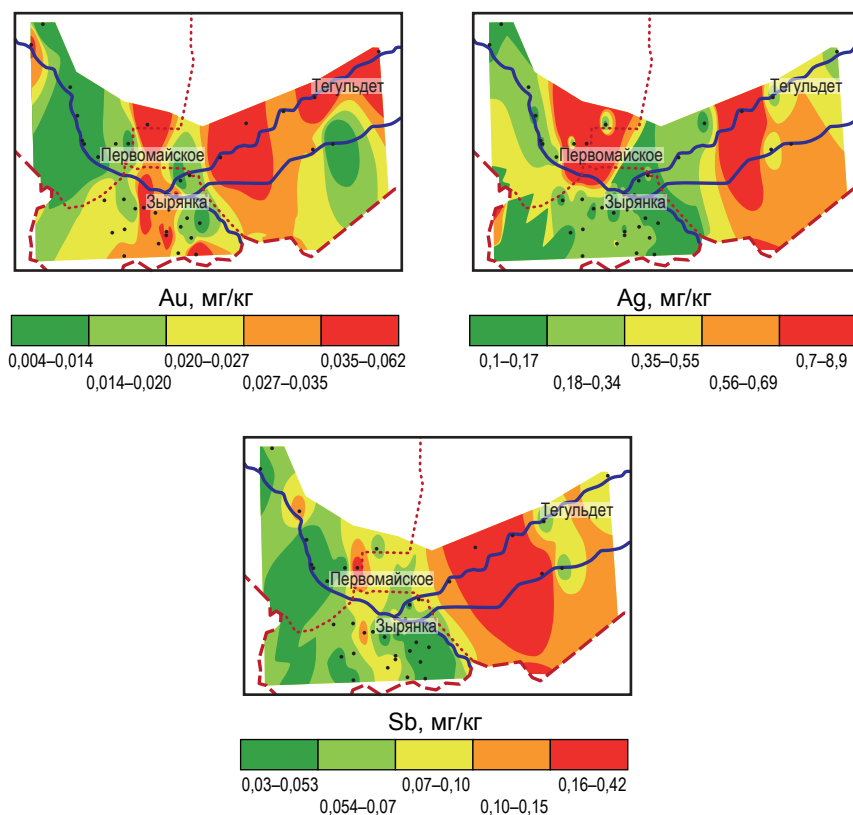 Тегульдет
Первомайское
Зырянка
Au, мг/кг
0,004–0,014
0,014–0,020
0,020–0,027
0,027–0,035
0,035–0,062
Тегульдет
Первомайское
Зырянка
Ag, мг/кг
0,1–0,17
0,18–0,34
0,35–0,55
0,56–0,69
0,7–8,9
Тегульдет
Первомайское
Зырянка
Sb, мг/кг
0,03–0,053
0,054–0,07
0,07–0,10
0,10–0,15
0,16–0,42